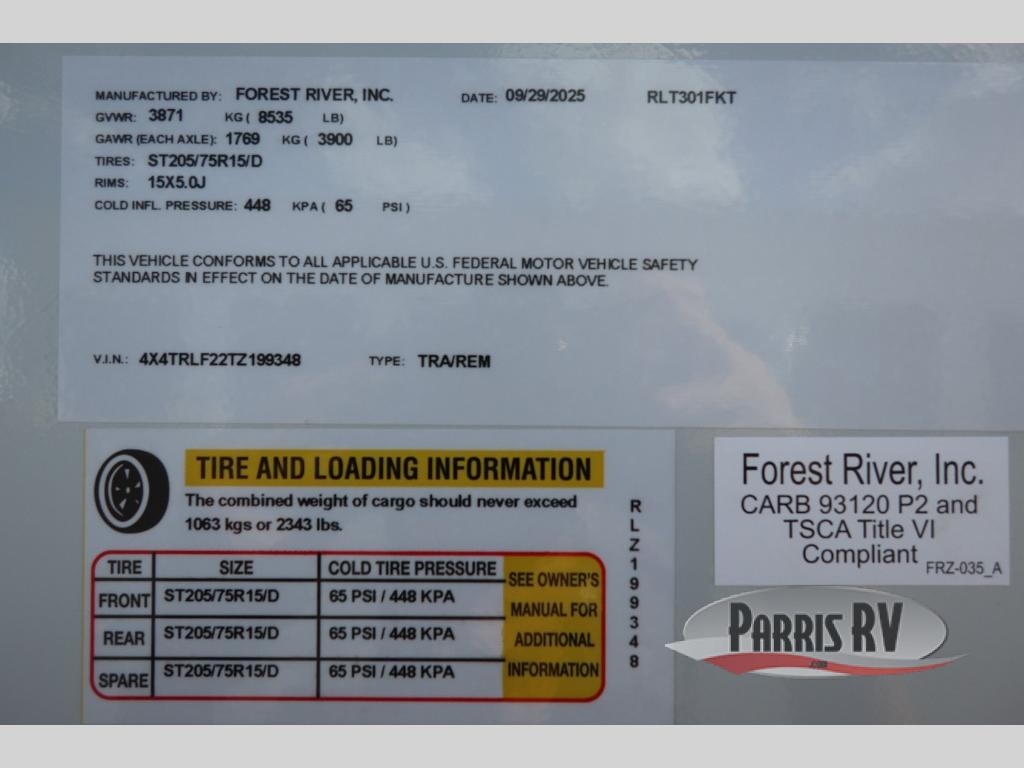 MANUFACTURED BY: FOREST RIVER, INC. DATE: 09/29/2025 RLT301FKT
GVWR: 3871 KG ( 8535 LB)
GAWR (EACH AXLE): 1769 KG ( 3900 LB)
TIRES: ST205/75R15/D
RIMS: 15X5.0J
COLD INFL. PRESSURE: 448 KPA ( 65 PSI )
THIS VEHICLE CONFORMS TO ALL APPLICABLE U.S. FEDERAL MOTOR VEHICLE SAFETY
STANDARDS IN EFFECT ON THE DATE OF MANUFACTURE SHOWN ABOVE.
V.I.N.: 4X4TRLF22TZ199348 TYPE: TRA/REM
TIRE AND LOADING INFORMATION
The combined weight of cargo should never exceed
1063 kgs or 2343 lbs.
TIRE SIZE COLD TIRE PRESSURE
FRONT ST205/75R15/D 65 PSI / 448 KPA
REAR ST205/75R15/D 65 PSI / 448 KPA
SPARE ST205/75R15/D 65 PSI / 448 KPA
SEE OWNER'S
MANUAL FOR
ADDITIONAL
INFORMATION
RLZ199348
Forest River, Inc.
CARB 93120 P2 and
TSCA Title VI
Compliant
FRZ-035_A
PARRIS RV
.com